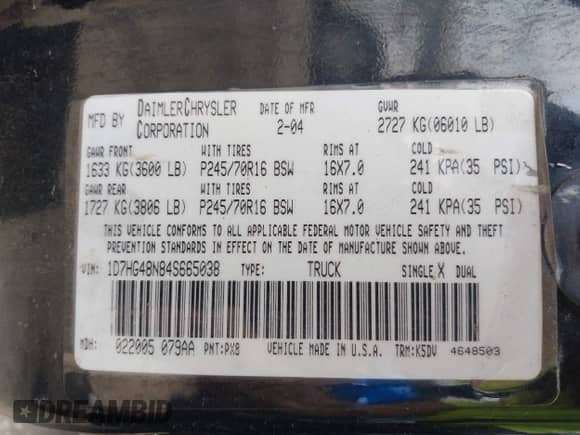 MFD BY DAIMLERCHRYSLER CORPORATION DATE OF MFR 2-04 GVWR 2727 KG(06010 LB)
GAWR FRONT WITH TIRES RIMS AT COLD
1633 KG(3600 LB) P245/70R16 BSW 16X7.0 241 KPA(35 PSI)
GAWR REAR WITH TIRES RIMS AT COLD
1727 KG(3806 LB) P245/70R16 BSW 16X7.0 241 KPA(35 PSI)
THIS VEHICLE CONFORMS TO ALL APPLICABLE FEDERAL MOTOR VEHICLE SAFETY AND THEFT
PREVENTION STANDARDS IN EFFECT ON THE DATE OF MANUFACTURE SHOWN ABOVE.
VIN: 1D7HG48N84S665038 TYPE: TRUCK SINGLE X DUAL
MDH: 022005 079AA PNT:PX8 VEHICLE MADE IN U.S.A. TRM:K5DV 4648503
DREAMBID